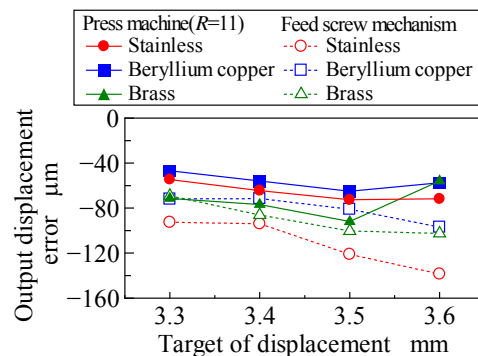 Press machine(R=11) Feed screw mechanism
Stainless Stainless
Beryllium copper Beryllium copper
Brass Brass
0
−40
−80
−120
−160
Output displacement
error μm
3.3 3.4 3.5 3.6
Target of displacement mm